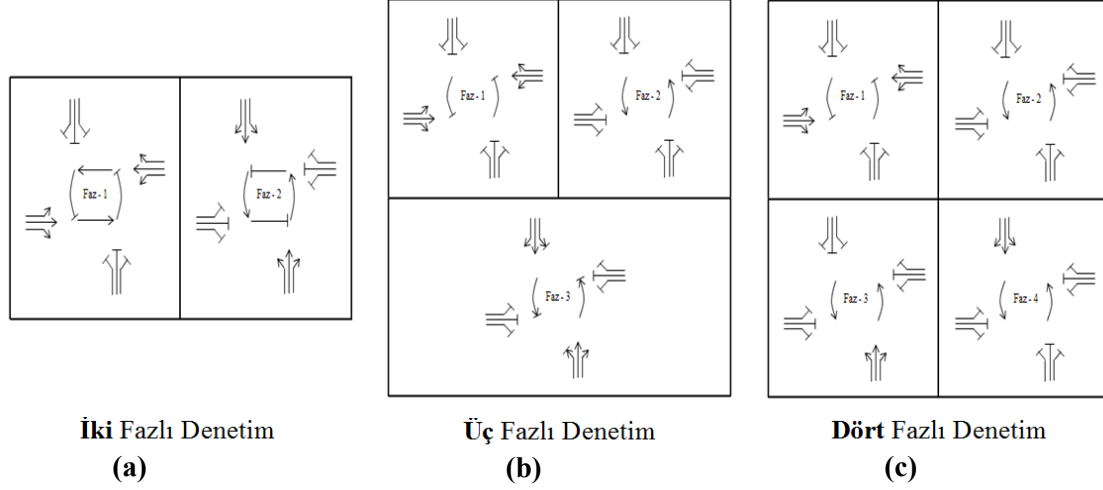 Faz - 1
Faz - 2
İki Fazlı Denetim
(a)
Faz - 1
Faz - 2
Faz - 3
Üç Fazlı Denetim
(b)
Faz - 1
Faz - 2
Faz - 3
Faz - 4
Dört Fazlı Denetim
(c)